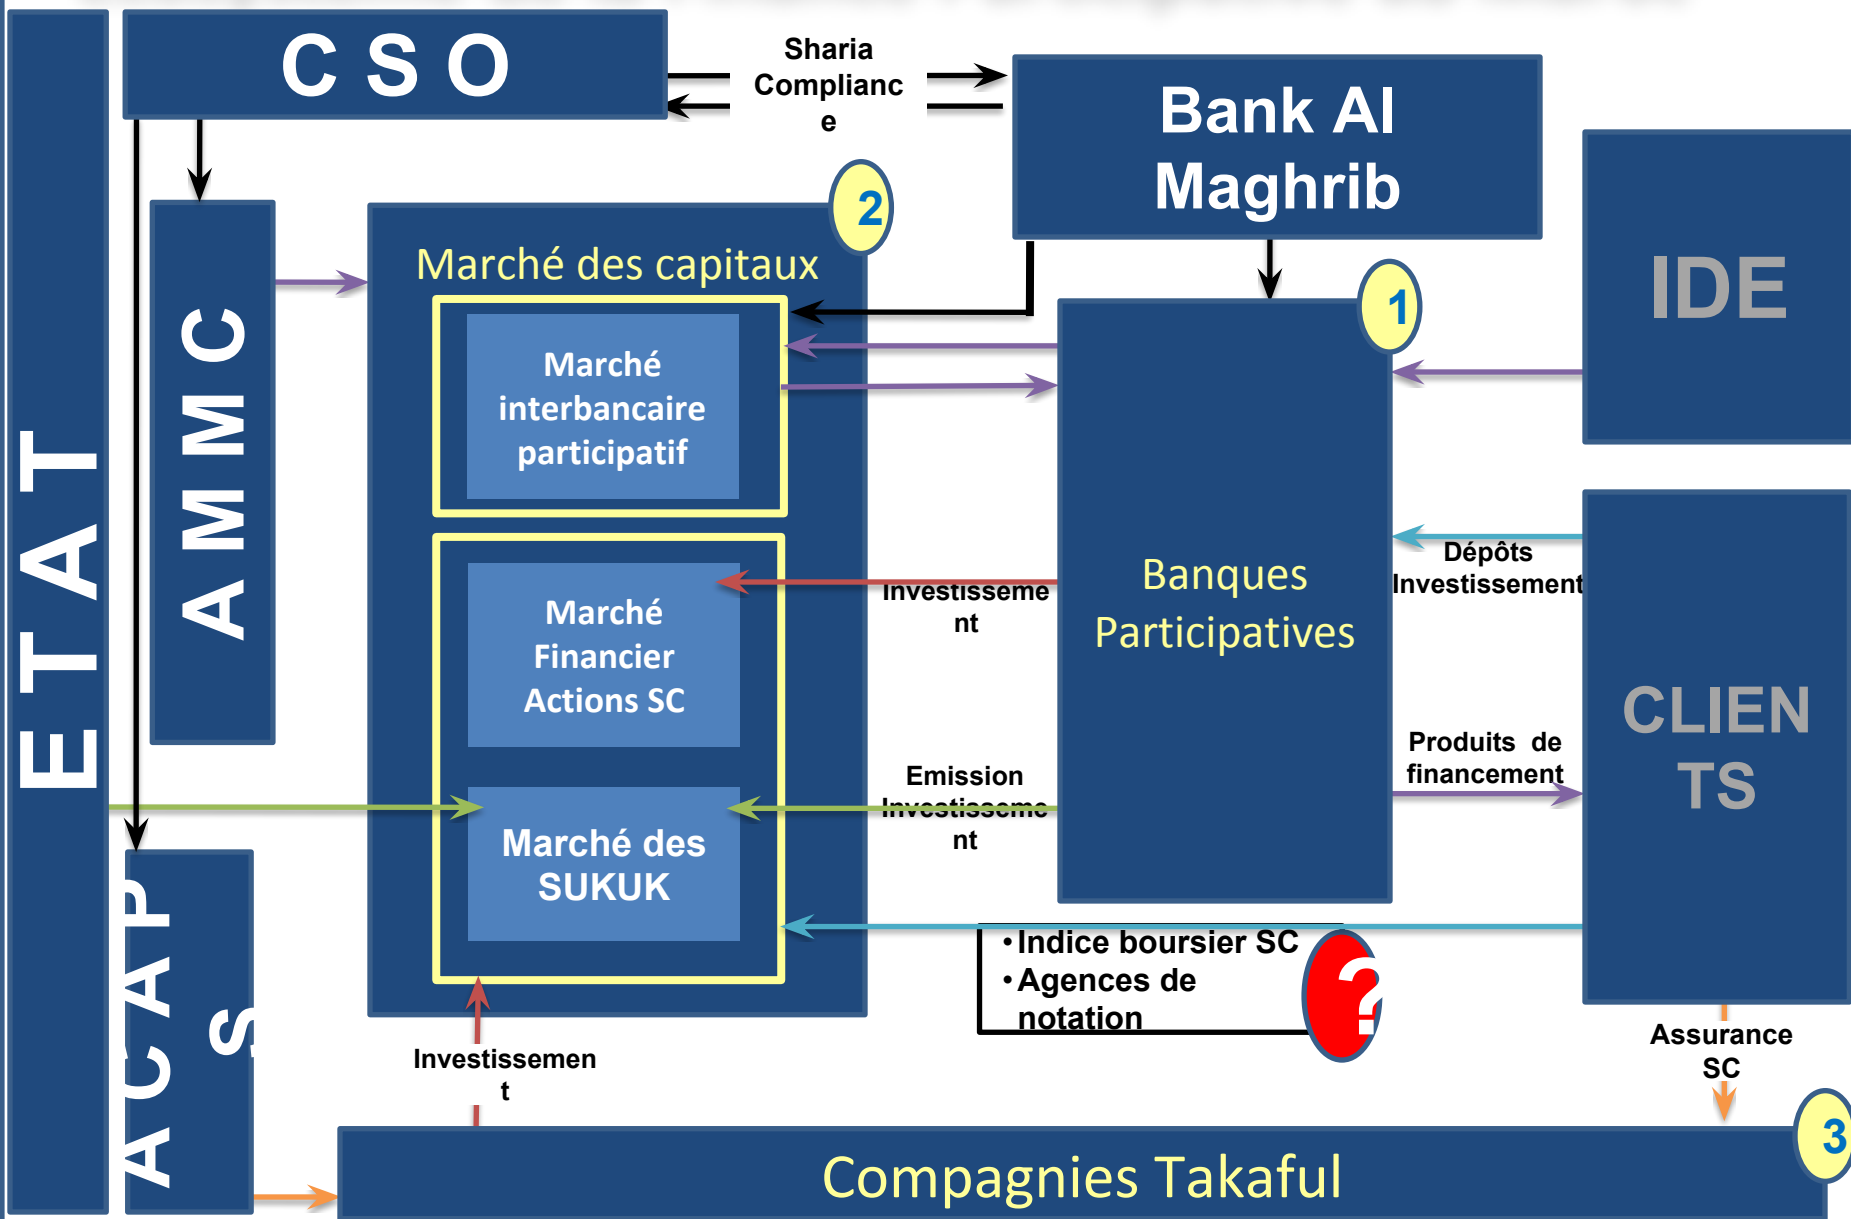 C S O
Sharia
Complianc
e
Bank Al
Maghrib
IDE
E T A T
A M M C
2
Marché des capitaux
Marché
interbancaire
participatif
1
Banques
Participatives
Marché
Financier
Actions SC
Investisseme
nt
Dépôts
Investissement
CLIEN
TS
Produits de
financement
Emission
Investisseme
nt
Marché des
SUKUK
A C A P
S
• Indice boursier SC
• Agences de
notation
?
Investissemen
t
Assurance
SC
3
Compagnies Takaful